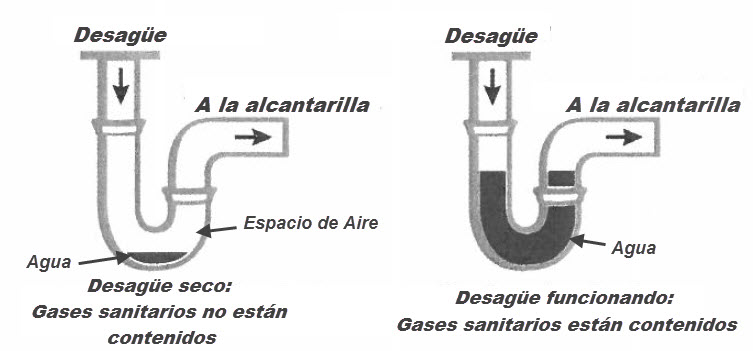 Desagüe
A la alcantarilla
Espacio de Aire
Agua
Desagüe seco:
Gases sanitarios no están
contenidos
Desagüe
A la alcantarilla
Agua
Desagüe funcionando:
Gases sanitarios están contenidos